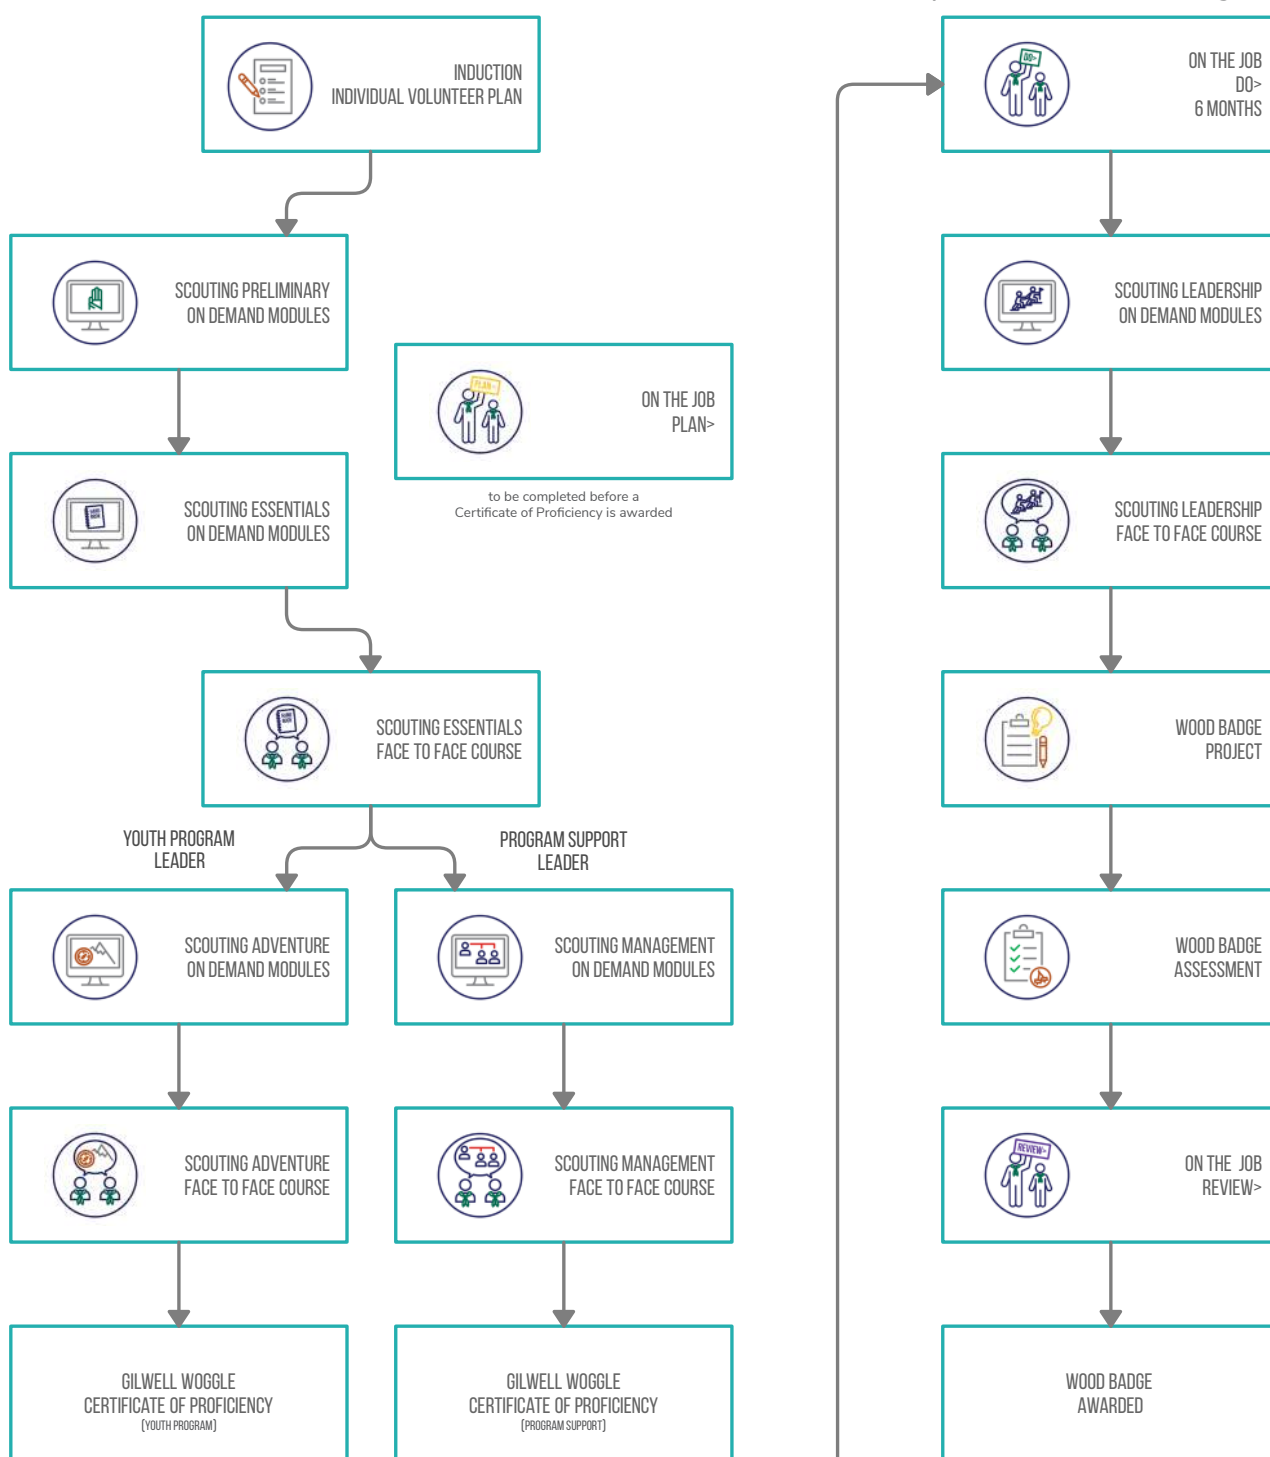 INDUCTION
INDIVIDUAL VOLUNTEER PLAN
SCOUTING PRELIMINARY
ON DEMAND MODULES
PLAN>
ON THE JOB
PLAN>
to be completed before a
Certificate of Proficiency is awarded
SCOUTING ESSENTIALS
ON DEMAND MODULES
SCOUTING ESSENTIALS
FACE TO FACE COURSE
YOUTH PROGRAM
LEADER
PROGRAM SUPPORT
LEADER
SCOUTING ADVENTURE
ON DEMAND MODULES
SCOUTING MANAGEMENT
ON DEMAND MODULES
SCOUTING ADVENTURE
FACE TO FACE COURSE
SCOUTING MANAGEMENT
FACE TO FACE COURSE
GILWELL WOGGLE
CERTIFICATE OF PROFICIENCY
(YOUTH PROGRAM)
GILWELL WOGGLE
CERTIFICATE OF PROFICIENCY
(PROGRAM SUPPORT)
DO>
ON THE JOB
DO>
6 MONTHS
SCOUTING LEADERSHIP
ON DEMAND MODULES
SCOUTING LEADERSHIP
FACE TO FACE COURSE
WOOD BADGE
PROJECT
WOOD BADGE
ASSESSMENT
REVIEW>
ON THE JOB
REVIEW>
WOOD BADGE
AWARDED